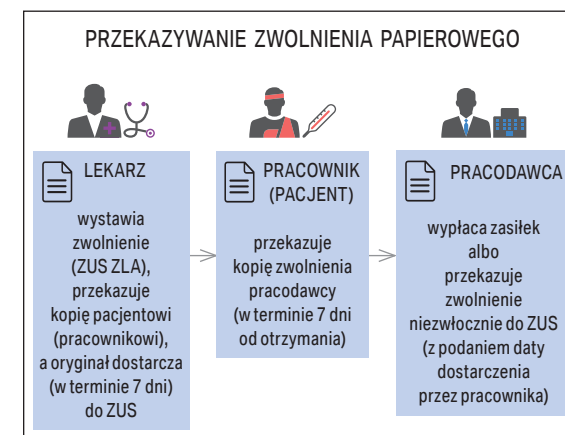 PRZEKAZYWANIE ZWOLNIENIA PAPIEROWEGO
LEKARZ
wystawia
zwolnienie
(ZUS ZLA),
przekazuje
kopię pacjentowi
(pracownikowi),
a oryginał dostarcza
(w terminie 7 dni)
do ZUS
PRACOWNIK
(PACJENT)
przekazuje
kopię zwolnienia
pracodawcy
(w terminie 7 dni
od otrzymania)
PRACODAWCA
wypłaca zasiłek
albo
przekazuje
zwolnienie
niezwłocznie do ZUS
(z podaniem daty
dostarczenia
przez pracownika)